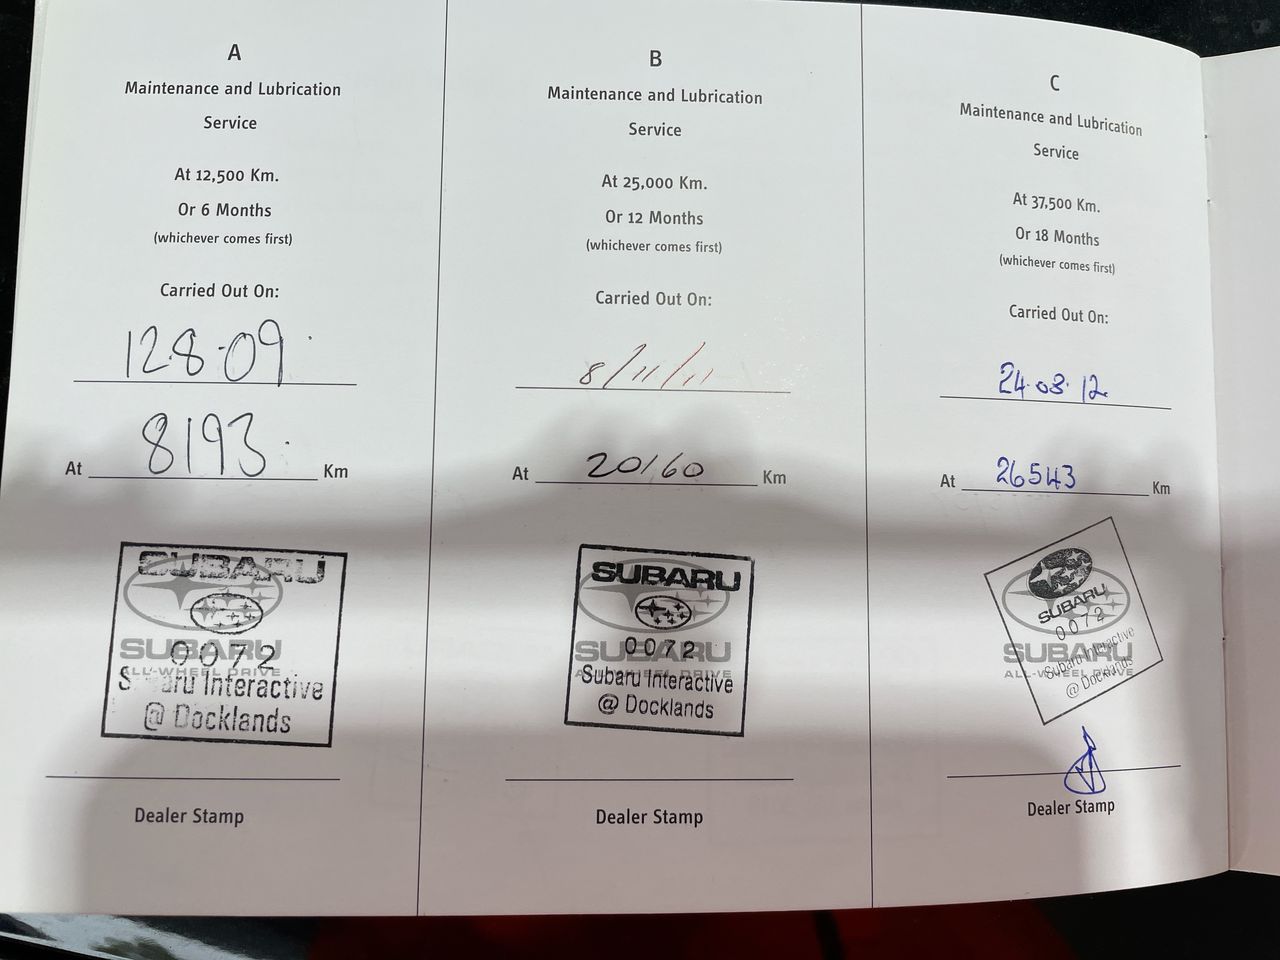 A
Maintenance and Lubrication
Service
At 12,500 Km.
Or 6 Months
(whichever comes first)
Carried Out On:
12.8.09.
At 8193 Km
SUBARU
0072
SUBARU
ALL-WHEEL DRIVE
Subaru Interactive
@ Docklands
Dealer Stamp
B
Maintenance and Lubrication
Service
At 25,000 Km.
Or 12 Months
(whichever comes first)
Carried Out On:
8/11/11
At 20160 Km
SUBARU
0072
SUBARU
ALL-WHEEL DRIVE
Subaru Interactive
@ Docklands
Dealer Stamp
C
Maintenance and Lubrication
Service
At 37,500 Km.
Or 18 Months
(whichever comes first)
Carried Out On:
24.08.12
At 26543 Km
SUBARU
0072
SUBARU
ALL-WHEEL DRIVE
Subaru Interactive
@ Docklands
Dealer Stamp